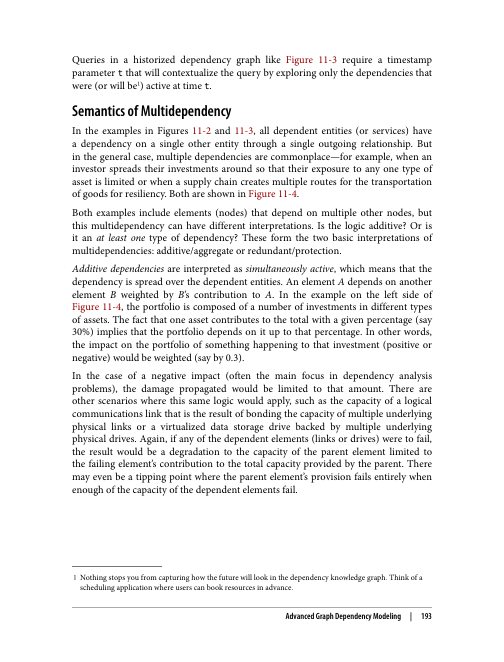 Queries in a historized dependency graph like Figure 11-3 require a timestamp
parameter t that will contextualize the query by exploring only the dependencies that
were (or will be1) active at time t.
Semantics of Multidependency
In the examples in Figures 11-2 and 11-3, all dependent entities (or services) have
a dependency on a single other entity through a single outgoing relationship. But
in the general case, multiple dependencies are commonplace—for example, when an
investor spreads their investments around so that their exposure to any one type of
asset is limited or when a supply chain creates multiple routes for the transportation
of goods for resiliency. Both are shown in Figure 11-4.
Both examples include elements (nodes) that depend on multiple other nodes, but
this multidependency can have different interpretations. Is the logic additive? Or is
it an at least one type of dependency? These form the two basic interpretations of
multidependencies: additive/aggregate or redundant/protection.
Additive dependencies are interpreted as simultaneously active, which means that the
dependency is spread over the dependent entities. An element A depends on another
element B weighted by B’s contribution to A. In the example on the left side of
Figure 11-4, the portfolio is composed of a number of investments in different types
of assets. The fact that one asset contributes to the total with a given percentage (say
30%) implies that the portfolio depends on it up to that percentage. In other words,
the impact on the portfolio of something happening to that investment (positive or
negative) would be weighted (say by 0.3).
In the case of a negative impact (often the main focus in dependency analysis
problems), the damage propagated would be limited to that amount. There are
other scenarios where this same logic would apply, such as the capacity of a logical
communications link that is the result of bonding the capacity of multiple underlying
physical links or a virtualized data storage drive backed by multiple underlying
physical drives. Again, if any of the dependent elements (links or drives) were to fail,
the result would be a degradation to the capacity of the parent element limited to
the failing element’s contribution to the total capacity provided by the parent. There
may even be a tipping point where the parent element’s provision fails entirely when
enough of the capacity of the dependent elements fail.
1 Nothing stops you from capturing how the future will look in the dependency knowledge graph. Think of a
scheduling application where users can book resources in advance.
Advanced Graph Dependency Modeling | 193